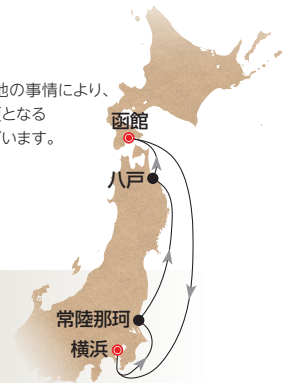 他の事情により、
となる
います。
函館
八戸
常陸那珂
横浜